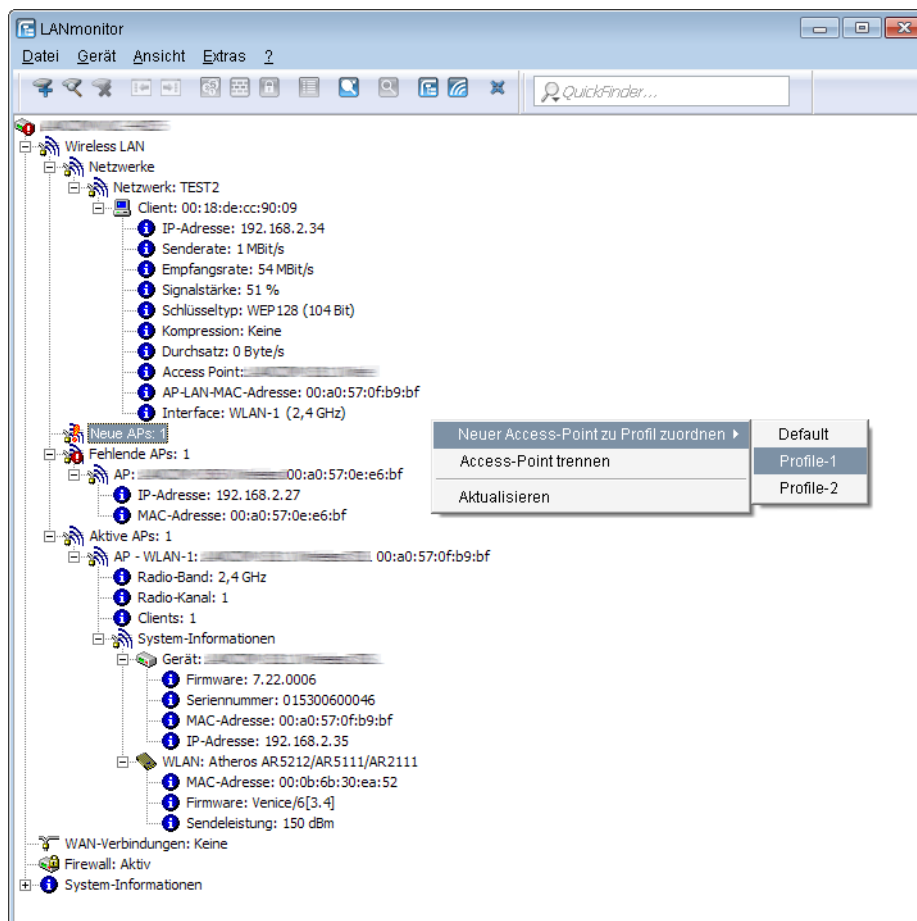 LANmonitor
Datei Gerät Ansicht Extras ?
QuickFinder...
Wireless LAN
Netzwerke
Netzwerk: TEST2
Client: 00:18:de:cc:90:09
IP-Adresse: 192.168.2.34
Senderate: 1 MBit/s
Empfangsrate: 54 MBit/s
Signalstärke: 51 %
Schlüsseltyp: WEP128 (104 Bit)
Kompression: Keine
Durchsatz: 0 Byte/s
Access Point:
AP-LAN-MAC-Adresse: 00:a0:57:0f:b9:bf
Interface: WLAN-1 (2,4 GHz)
Neue APs: 1
Neuer Access-Point zu Profil zuordnen
Default
Access-Point trennen
Profile-1
Aktualisieren
Profile-2
Fehlende APs: 1
AP: 00:a0:57:0e:e6:bf
IP-Adresse: 192.168.2.27
MAC-Adresse: 00:a0:57:0e:e6:bf
Aktive APs: 1
AP - WLAN-1: 00:a0:57:0f:b9:bf
Radio-Band: 2,4 GHz
Radio-Kanal: 1
Clients: 1
System-Informationen
Gerät:
Firmware: 7.22.0006
Seriennummer: 015300600046
MAC-Adresse: 00:a0:57:0f:b9:bf
IP-Adresse: 192.168.2.35
WLAN: Atheros AR5212/AR5111/AR2111
MAC-Adresse: 00:0b:6b:30:ea:52
Firmware: Venice/6[3.4]
Sendeleistung: 150 dBm
WAN-Verbindungen: Keine
Firewall: Aktiv
System-Informationen